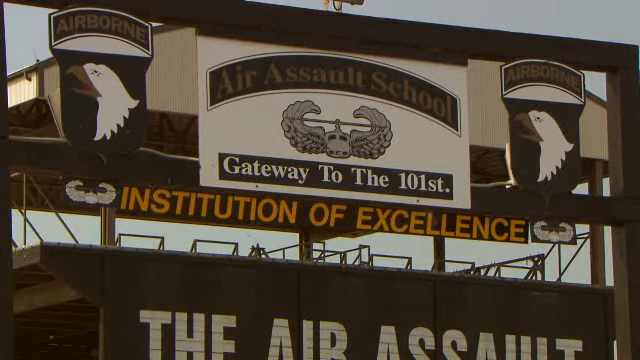 AIRBORNE
Air Assault School
AIRBORNE
Gateway To The 101st.
INSTITUTION OF EXCELLENCE
THE AIR ASSAULT